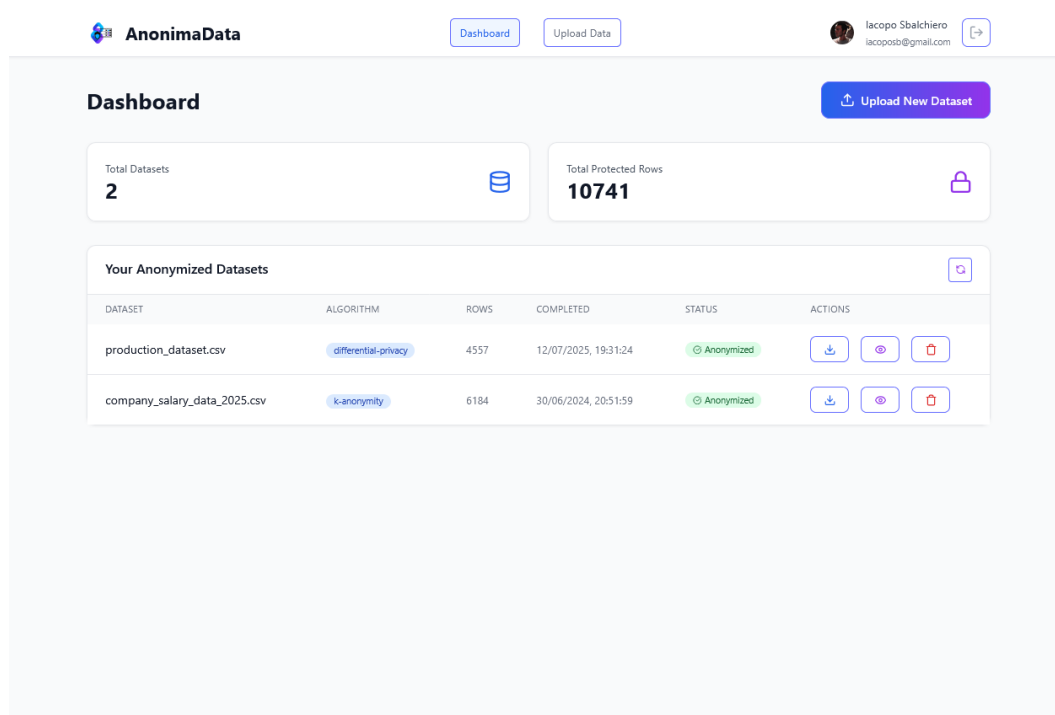 AnonimaData
Dashboard
Upload Data
Iacopo Sbalchiero
iacoposb@gmail.com
Dashboard
Upload New Dataset
Total Datasets
2
Total Protected Rows
10741
Your Anonymized Datasets
DATASET ALGORITHM ROWS COMPLETED STATUS ACTIONS
production_dataset.csv differential-privacy 4557 12/07/2025, 19:31:24 Anonymized
company_salary_data_2025.csv k-anonymity 6184 30/06/2024, 20:51:59 Anonymized